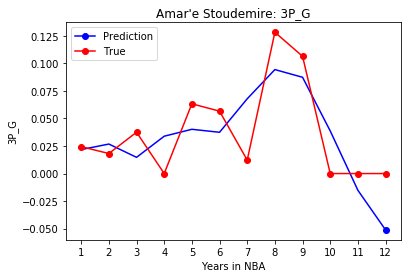 Amar'e Stoudemire: 3P_G
Prediction
True
0.125
0.100
0.075
0.050
0.025
0.000
−0.025
−0.050
3P_G
1 2 3 4 5 6 7 8 9 10 11 12
Years in NBA